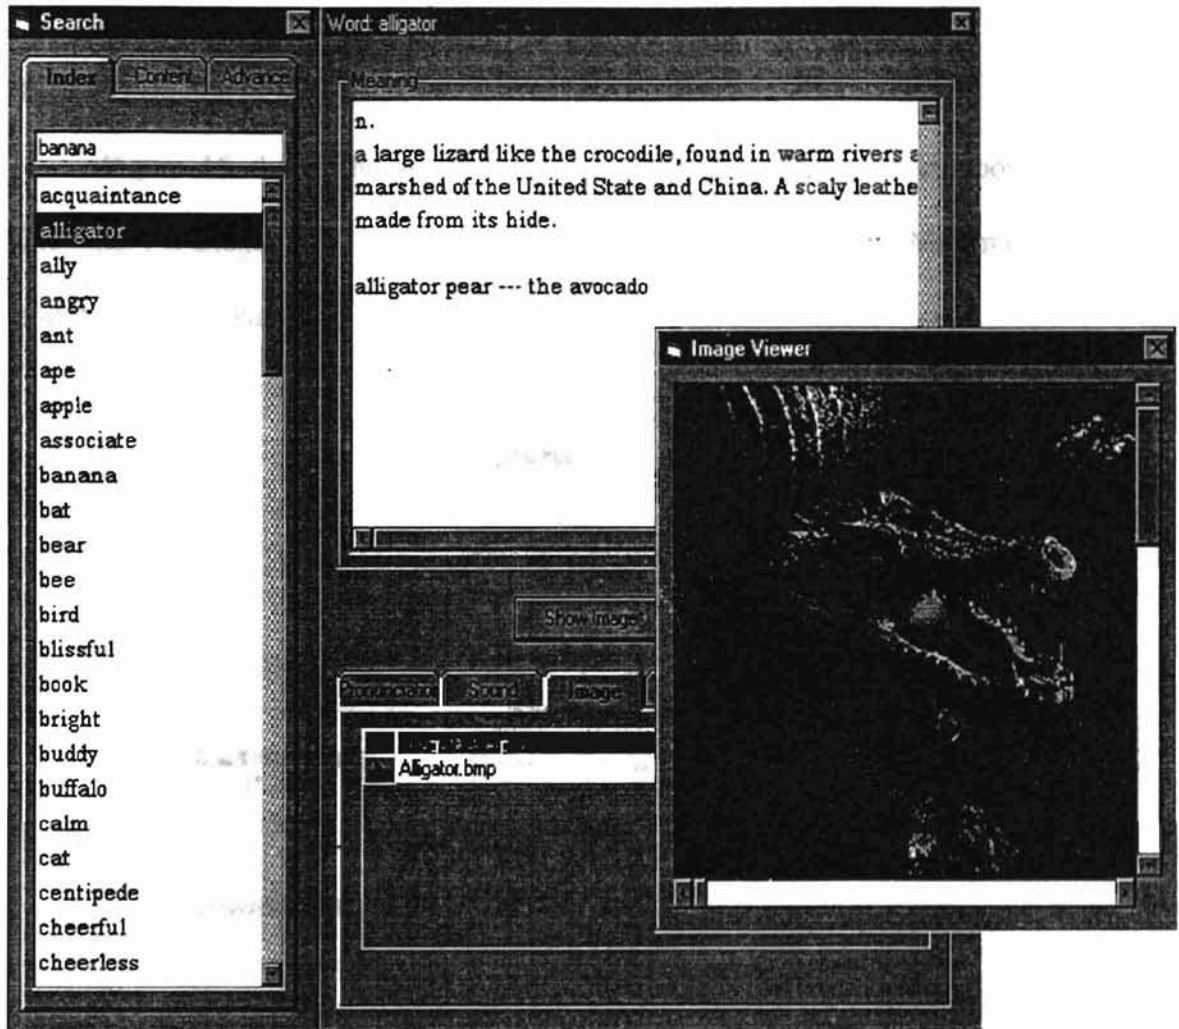 Search
Index Content Advance
banana
acquaintance
alligator
ally
angry
ant
ape
apple
associate
banana
bat
bear
bee
bird
blissful
book
bright
buddy
buffalo
calm
cat
centipede
cheerful
cheerless
Word: alligator
Meaning
n.
a large lizard like the crocodile, found in warm rivers a
marshed of the United State and China. A scaly leathe
made from its hide.
alligator pear --- the avocado
Show Images
Pronunciation Sound Image
Alligator.bmp
Image Viewer